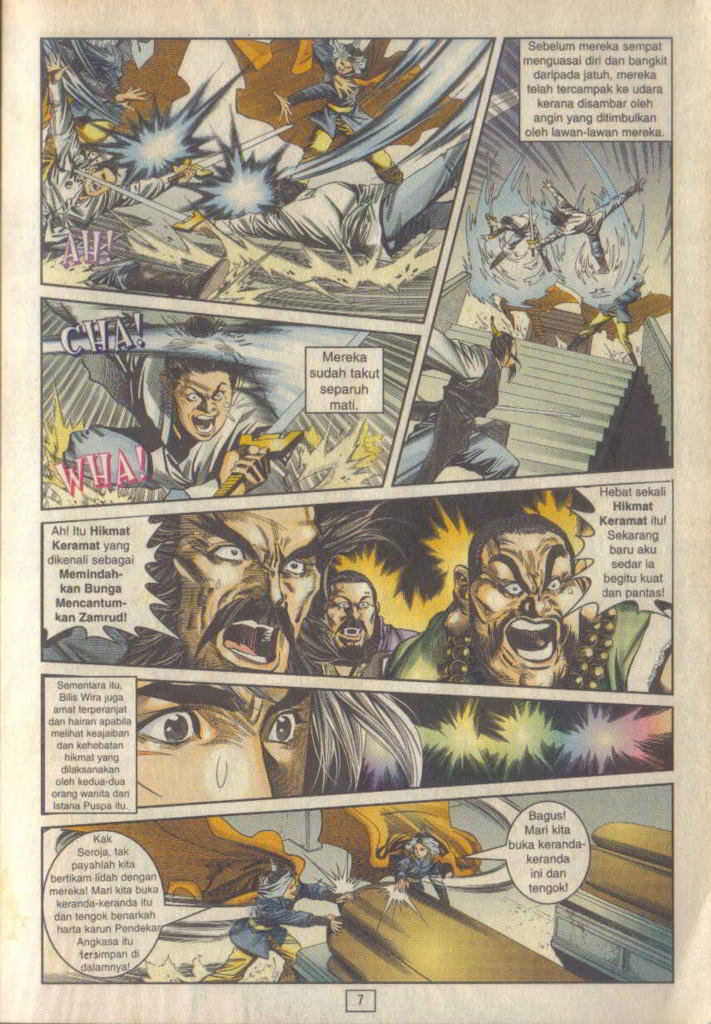 AH!
Sebelum mereka sempat
menguasai diri dan bangkit
daripada jatuh, mereka
telah tercampak ke udara
kerana disambar oleh
angin yang ditimbulkan
oleh lawan-lawan mereka.
CHA!
Mereka
sudah takut
separuh
mati.
WHA!
Ah! Itu Hikmat
Keramat yang
dikenali sebagai
Memindah-
kan Bunga
Mencantum-
kan Zamrud!
Hebat sekali
Hikmat
Keramat itu!
Sekarang
baru aku
sedar ia
begitu kuat
dan pantas!
Sementara itu,
Bilis Wira juga
amat terperanjat
dan hairan apabila
melihat keajaiban
dan kehebatan
hikmat yang
dilaksanakan
oleh kedua-dua
orang wanita dari
Istana Puspa itu.
Kak
Seroja, tak
payahlah kita
bertikam lidah dengan
mereka! Mari kita buka
keranda-keranda itu
dan tengok benarkah
harta karun Pendekar
Angkasa itu
tersimpan di
dalamnya!
Bagus!
Mari kita
buka keranda-
keranda
ini dan
tengok!
7